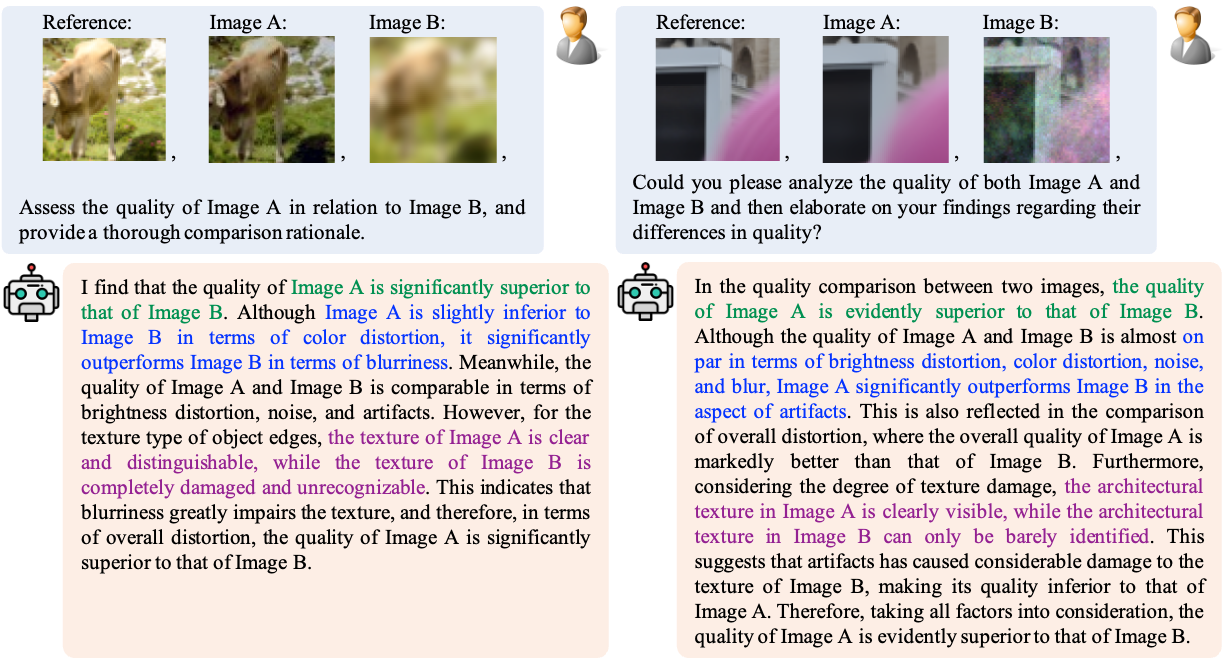 Reference:
Image A:
Image B:
,
,
,
Assess the quality of Image A in relation to Image B, and
provide a thorough comparison rationale.
I find that the quality of Image A is significantly superior to
that of Image B. Although Image A is slightly inferior to
Image B in terms of color distortion, it significantly
outperforms Image B in terms of blurriness. Meanwhile, the
quality of Image A and Image B is comparable in terms of
brightness distortion, noise, and artifacts. However, for the
texture type of object edges, the texture of Image A is clear
and distinguishable, while the texture of Image B is
completely damaged and unrecognizable. This indicates that
blurriness greatly impairs the texture, and therefore, in terms
of overall distortion, the quality of Image A is significantly
superior to that of Image B.
Reference:
Image A:
Image B:
,
,
,
Could you please analyze the quality of both Image A and
Image B and then elaborate on your findings regarding their
differences in quality?
In the quality comparison between two images, the quality
of Image A is evidently superior to that of Image B.
Although the quality of Image A and Image B is almost on
par in terms of brightness distortion, color distortion, noise,
and blur, Image A significantly outperforms Image B in the
aspect of artifacts. This is also reflected in the comparison
of overall distortion, where the overall quality of Image A is
markedly better than that of Image B. Furthermore,
considering the degree of texture damage, the architectural
texture in Image A is clearly visible, while the architectural
texture in Image B can only be barely identified. This
suggests that artifacts has caused considerable damage to the
texture of Image B, making its quality inferior to that of
Image A. Therefore, taking all factors into consideration, the
quality of Image A is evidently superior to that of Image B.